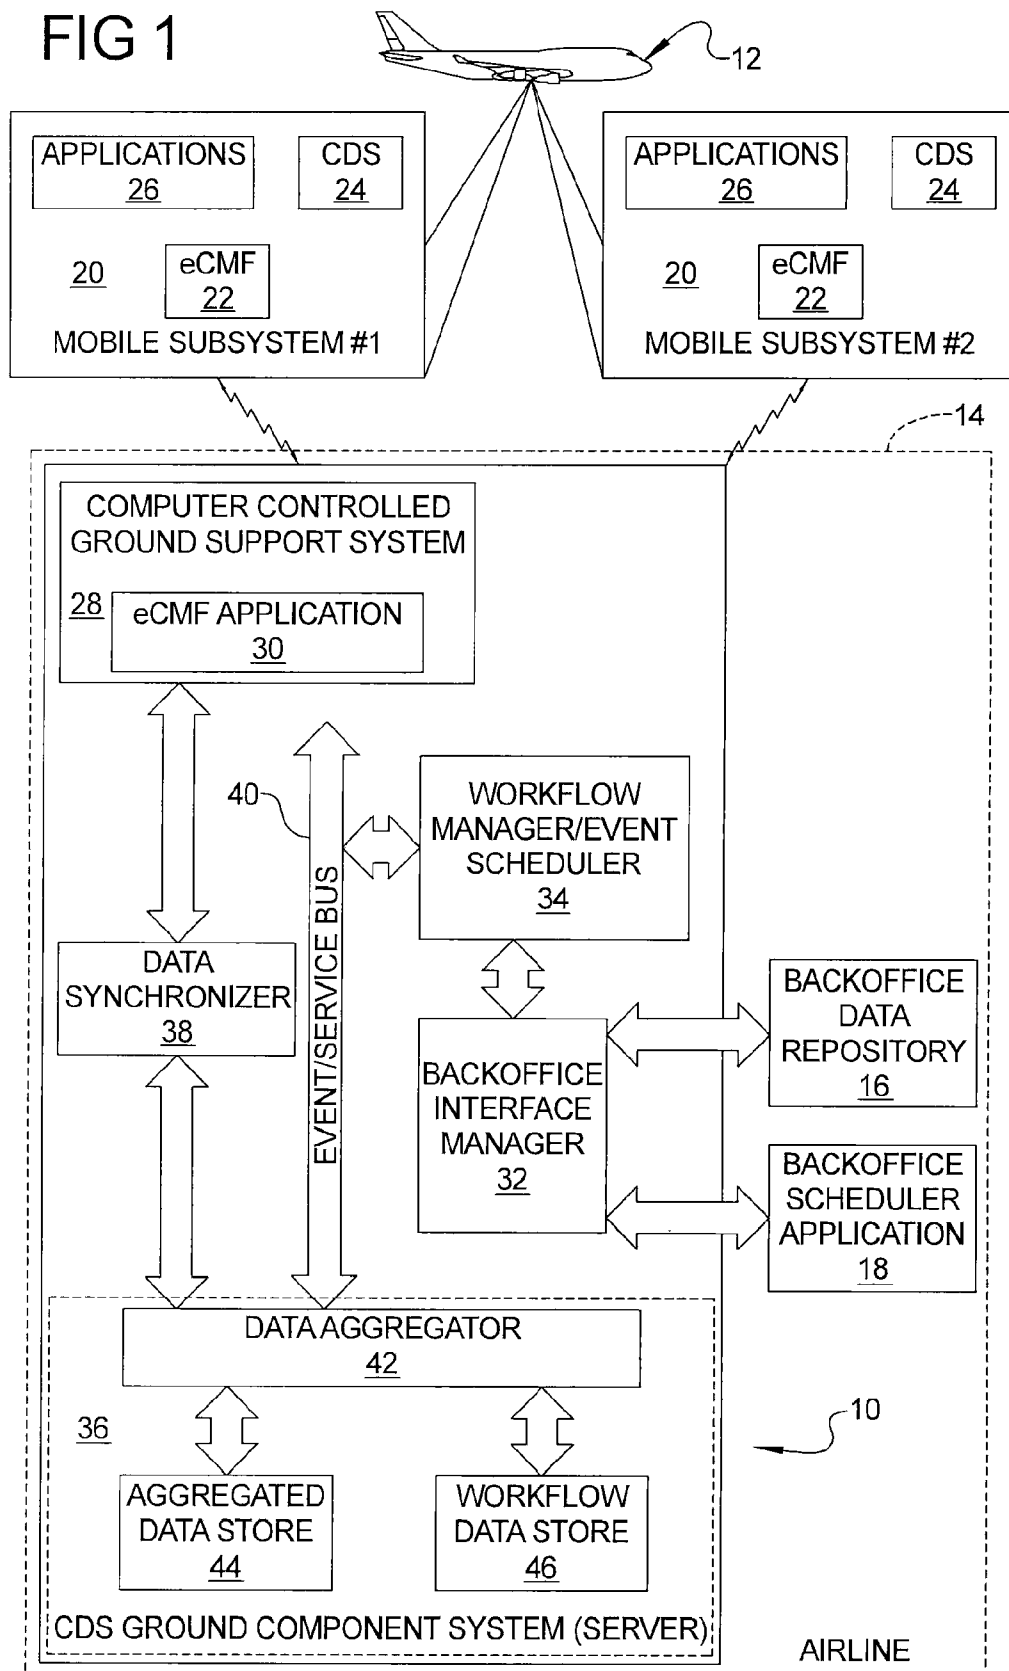 FIG 1
12
APPLICATIONS
26
CDS
24
20
eCMF
22
MOBILE SUBSYSTEM #1
APPLICATIONS
26
CDS
24
20
eCMF
22
MOBILE SUBSYSTEM #2
14
COMPUTER CONTROLLED
GROUND SUPPORT SYSTEM
28
eCMF APPLICATION
30
40
EVENT/SERVICE BUS
WORKFLOW
MANAGER/EVENT
SCHEDULER
34
DATA
SYNCHRONIZER
38
BACKOFFICE
INTERFACE
MANAGER
32
BACKOFFICE
DATA
REPOSITORY
16
BACKOFFICE
SCHEDULER
APPLICATION
18
DATA AGGREGATOR
42
36
10
AGGREGATED
DATA STORE
44
WORKFLOW
DATA STORE
46
CDS GROUND COMPONENT SYSTEM (SERVER)
AIRLINE